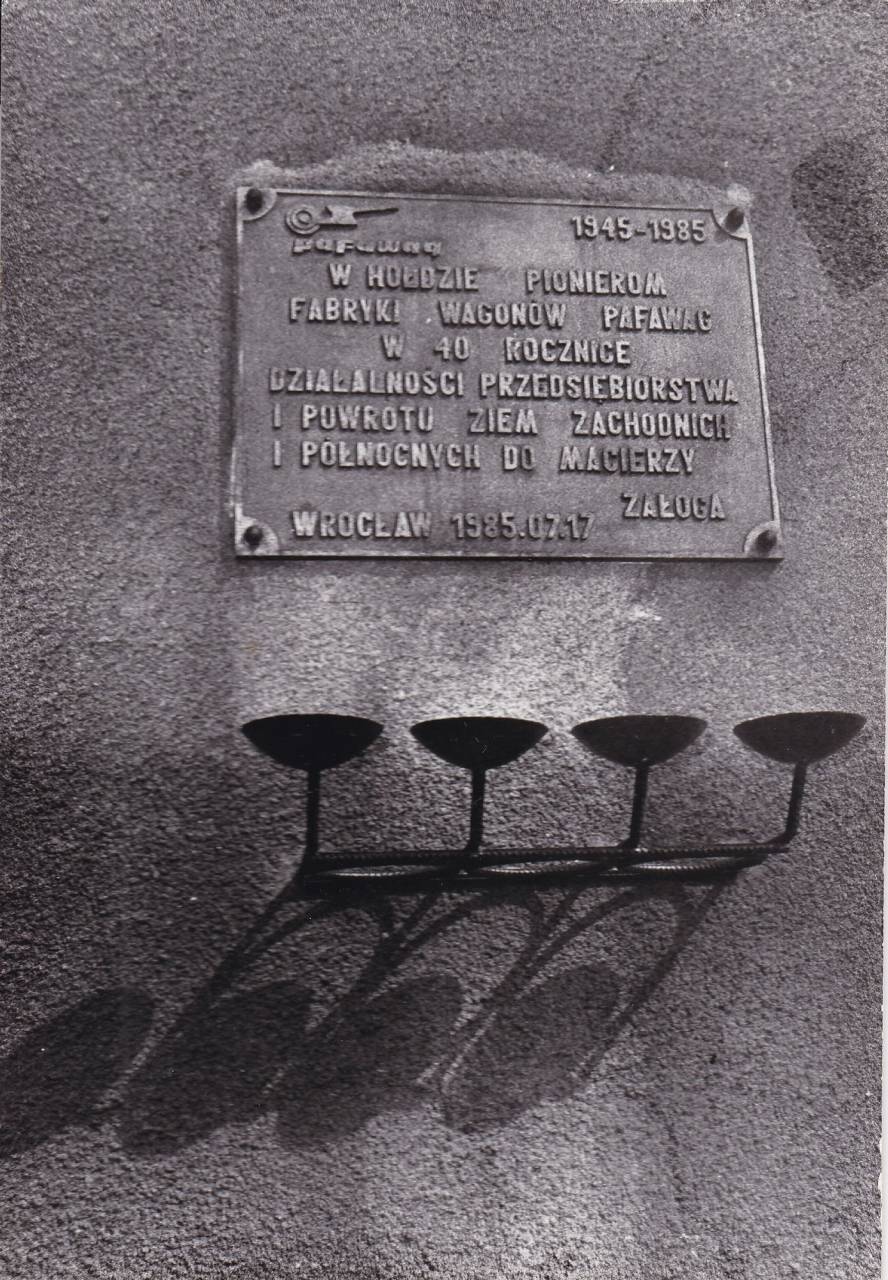 1945-1985
pafawag
W HOŁDZIE PIONIEROM
FABRYKI WAGONÓW PAFAWAG
W 40 ROCZNICE
DZIAŁALNOŚCI PRZEDSIĘBIORSTWA
I POWROTU ZIEM ZACHODNICH
I PÓŁNOCNYCH DO MACIERZY
ZAŁOGA
WROCŁAW 1985.07.17